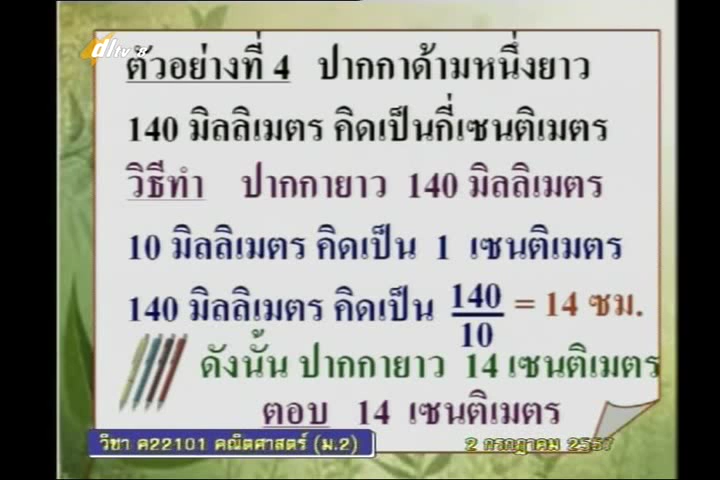 dltv 8
ตัวอย่างที่ 4 ปากกาด้ามหนึ่งยาว
140 มิลลิเมตร คิดเป็นกี่เซนติเมตร
วิธีทำ ปากกายาว 140 มิลลิเมตร
10 มิลลิเมตร คิดเป็น 1 เซนติเมตร
140 มิลลิเมตร คิดเป็น 140/10 = 14 ซม.
ดังนั้น ปากกายาว 14 เซนติเมตร
ตอบ 14 เซนติเมตร
วิชา ค22101 คณิตศาสตร์ (ม.2)
2 กรกฎาคม 2557